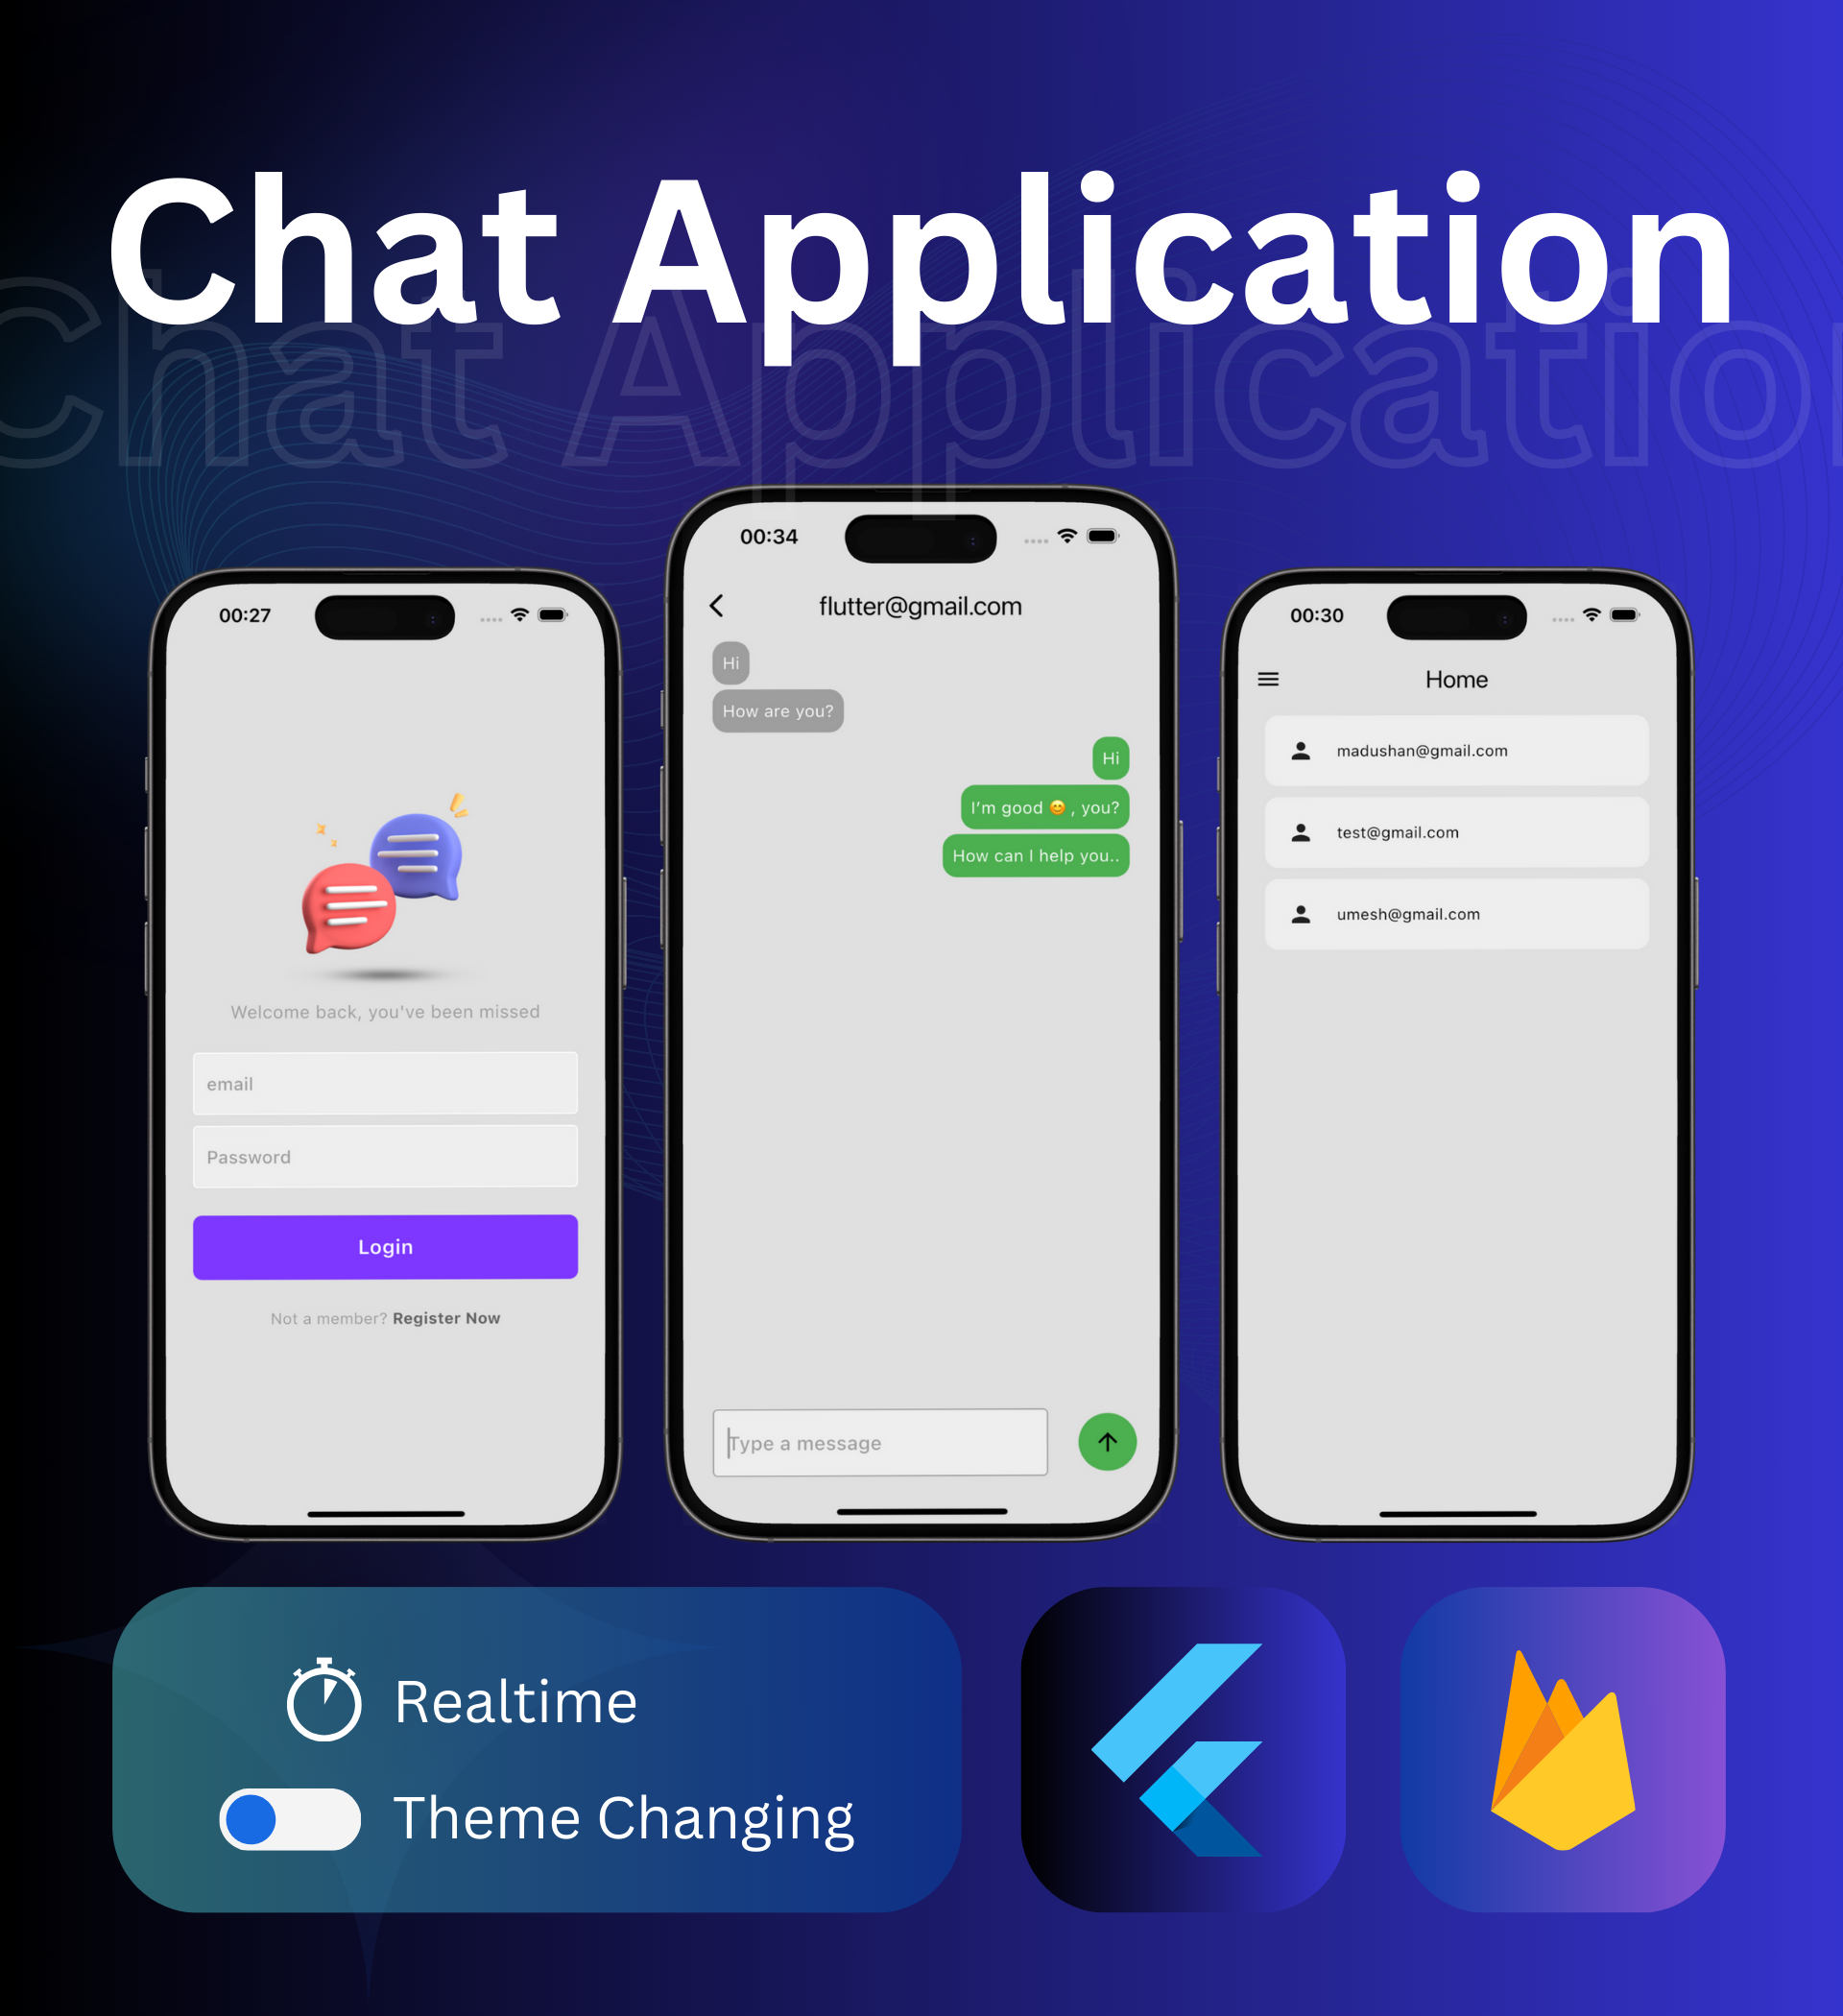 Chat Application
Chat Application
00:27
Welcome back, you've been missed
email
Password
Login
Not a member? Register Now
00:34
flutter@gmail.com
Hi
How are you?
Hi
I'm good 😊 , you?
How can I help you..
Type a message
00:30
Home
madushan@gmail.com
test@gmail.com
umesh@gmail.com
Realtime
Theme Changing